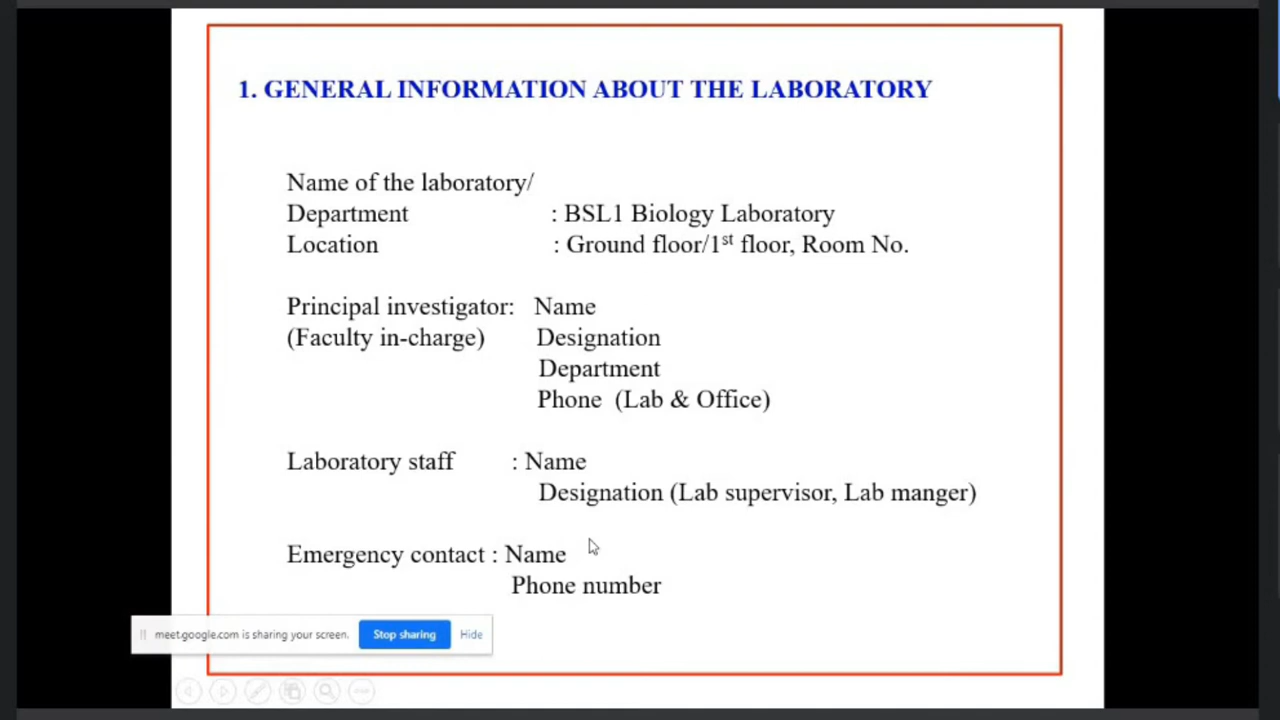 1. GENERAL INFORMATION ABOUT THE LABORATORY
Name of the laboratory/
Department : BSL1 Biology Laboratory
Location : Ground floor/1st floor, Room No.
Principal investigator: Name
(Faculty in-charge) Designation
Department
Phone (Lab & Office)
Laboratory staff : Name
Designation (Lab supervisor, Lab manger)
Emergency contact : Name
Phone number
meet.google.com is sharing your screen. Stop sharing Hide